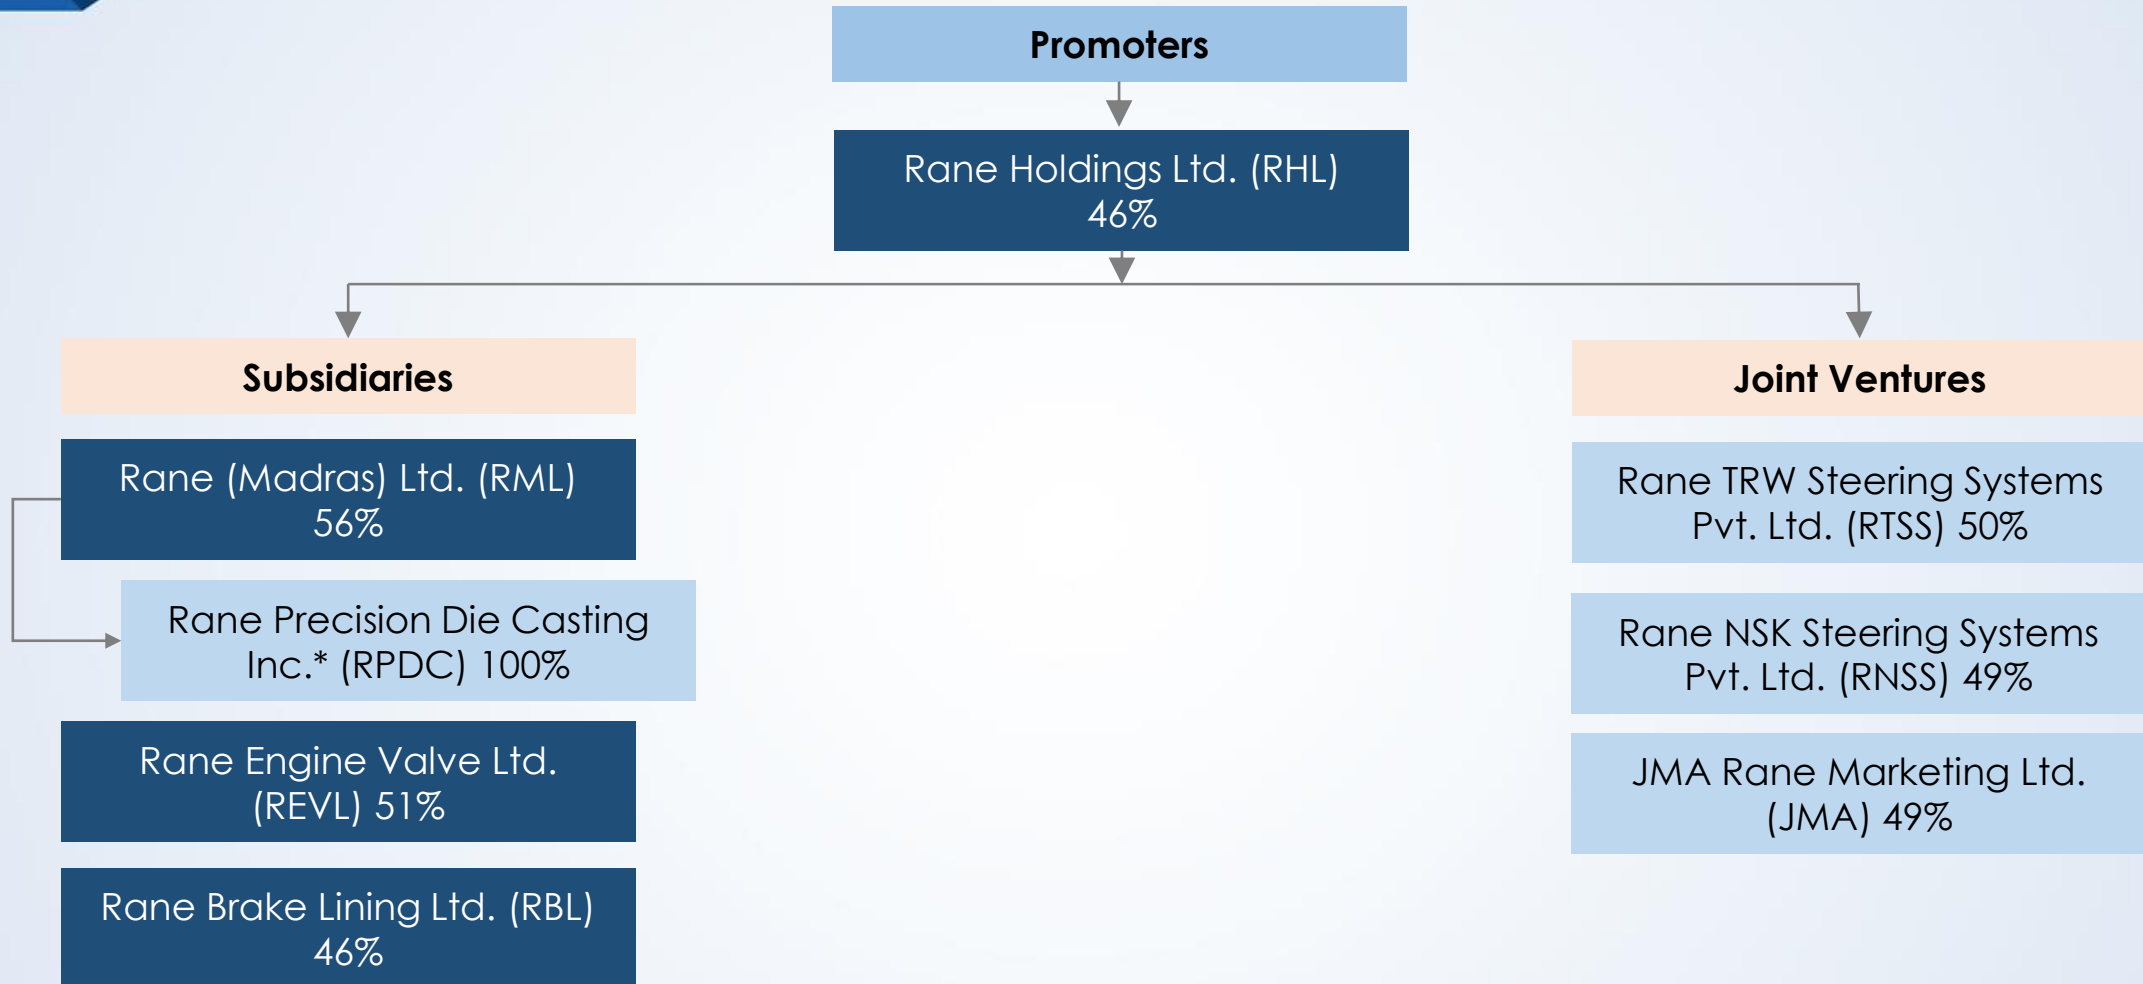 Promoters
Rane Holdings Ltd. (RHL)
46%
Subsidiaries
Rane (Madras) Ltd. (RML)
56%
Rane Precision Die Casting
Inc.* (RPDC) 100%
Rane Engine Valve Ltd.
(REVL) 51%
Rane Brake Lining Ltd. (RBL)
46%
Joint Ventures
Rane TRW Steering Systems
Pvt. Ltd. (RTSS) 50%
Rane NSK Steering Systems
Pvt. Ltd. (RNSS) 49%
JMA Rane Marketing Ltd.
(JMA) 49%